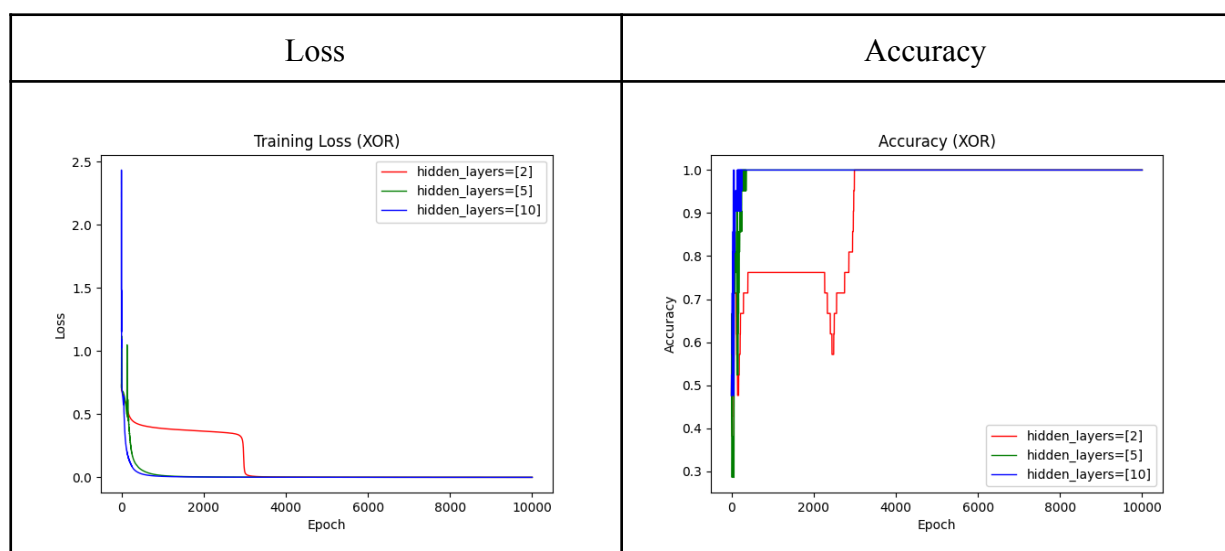 Loss
Accuracy
Training Loss (XOR)
2.5
2.0
1.5
1.0
0.5
0.0
Loss
hidden_layers=[2]
hidden_layers=[5]
hidden_layers=[10]
0 2000 4000 6000 8000 10000
Epoch
Accuracy (XOR)
1.0
0.9
0.8
0.7
0.6
0.5
0.4
0.3
Accuracy
hidden_layers=[2]
hidden_layers=[5]
hidden_layers=[10]
0 2000 4000 6000 8000 10000
Epoch